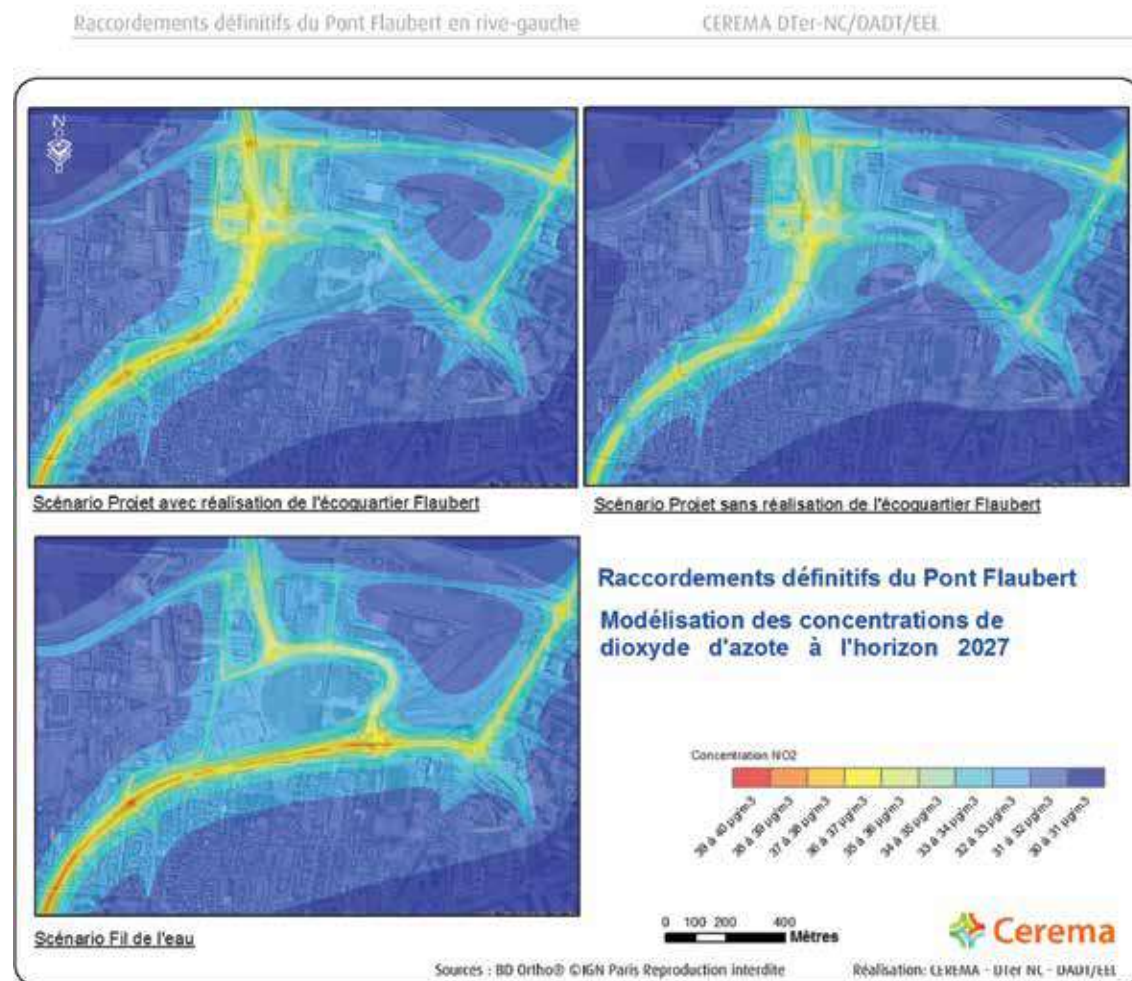 Raccordements définitifs du Pont Flaubert en rive-gauche
CEREMA DTer-NC/DADT/EEL
Scénario Projet avec réalisation de l'écoquartier Flaubert
Scénario Projet sans réalisation de l'écoquartier Flaubert
Raccordements définitifs du Pont Flaubert
Modélisation des concentrations de
dioxyde d'azote à l'horizon 2027
Concentration NO2
39 à 40 µg/m3
38 à 39 µg/m3
37 à 38 µg/m3
36 à 37 µg/m3
35 à 36 µg/m3
34 à 35 µg/m3
33 à 34 µg/m3
32 à 33 µg/m3
31 à 32 µg/m3
30 à 31 µg/m3
Scénario Fil de l'eau
0 100 200 400
Mètres
Cerema
Sources : BD Ortho® ©IGN Paris Reproduction interdite
Réalisation: CEREMA - DTer NC - DADT/EEL